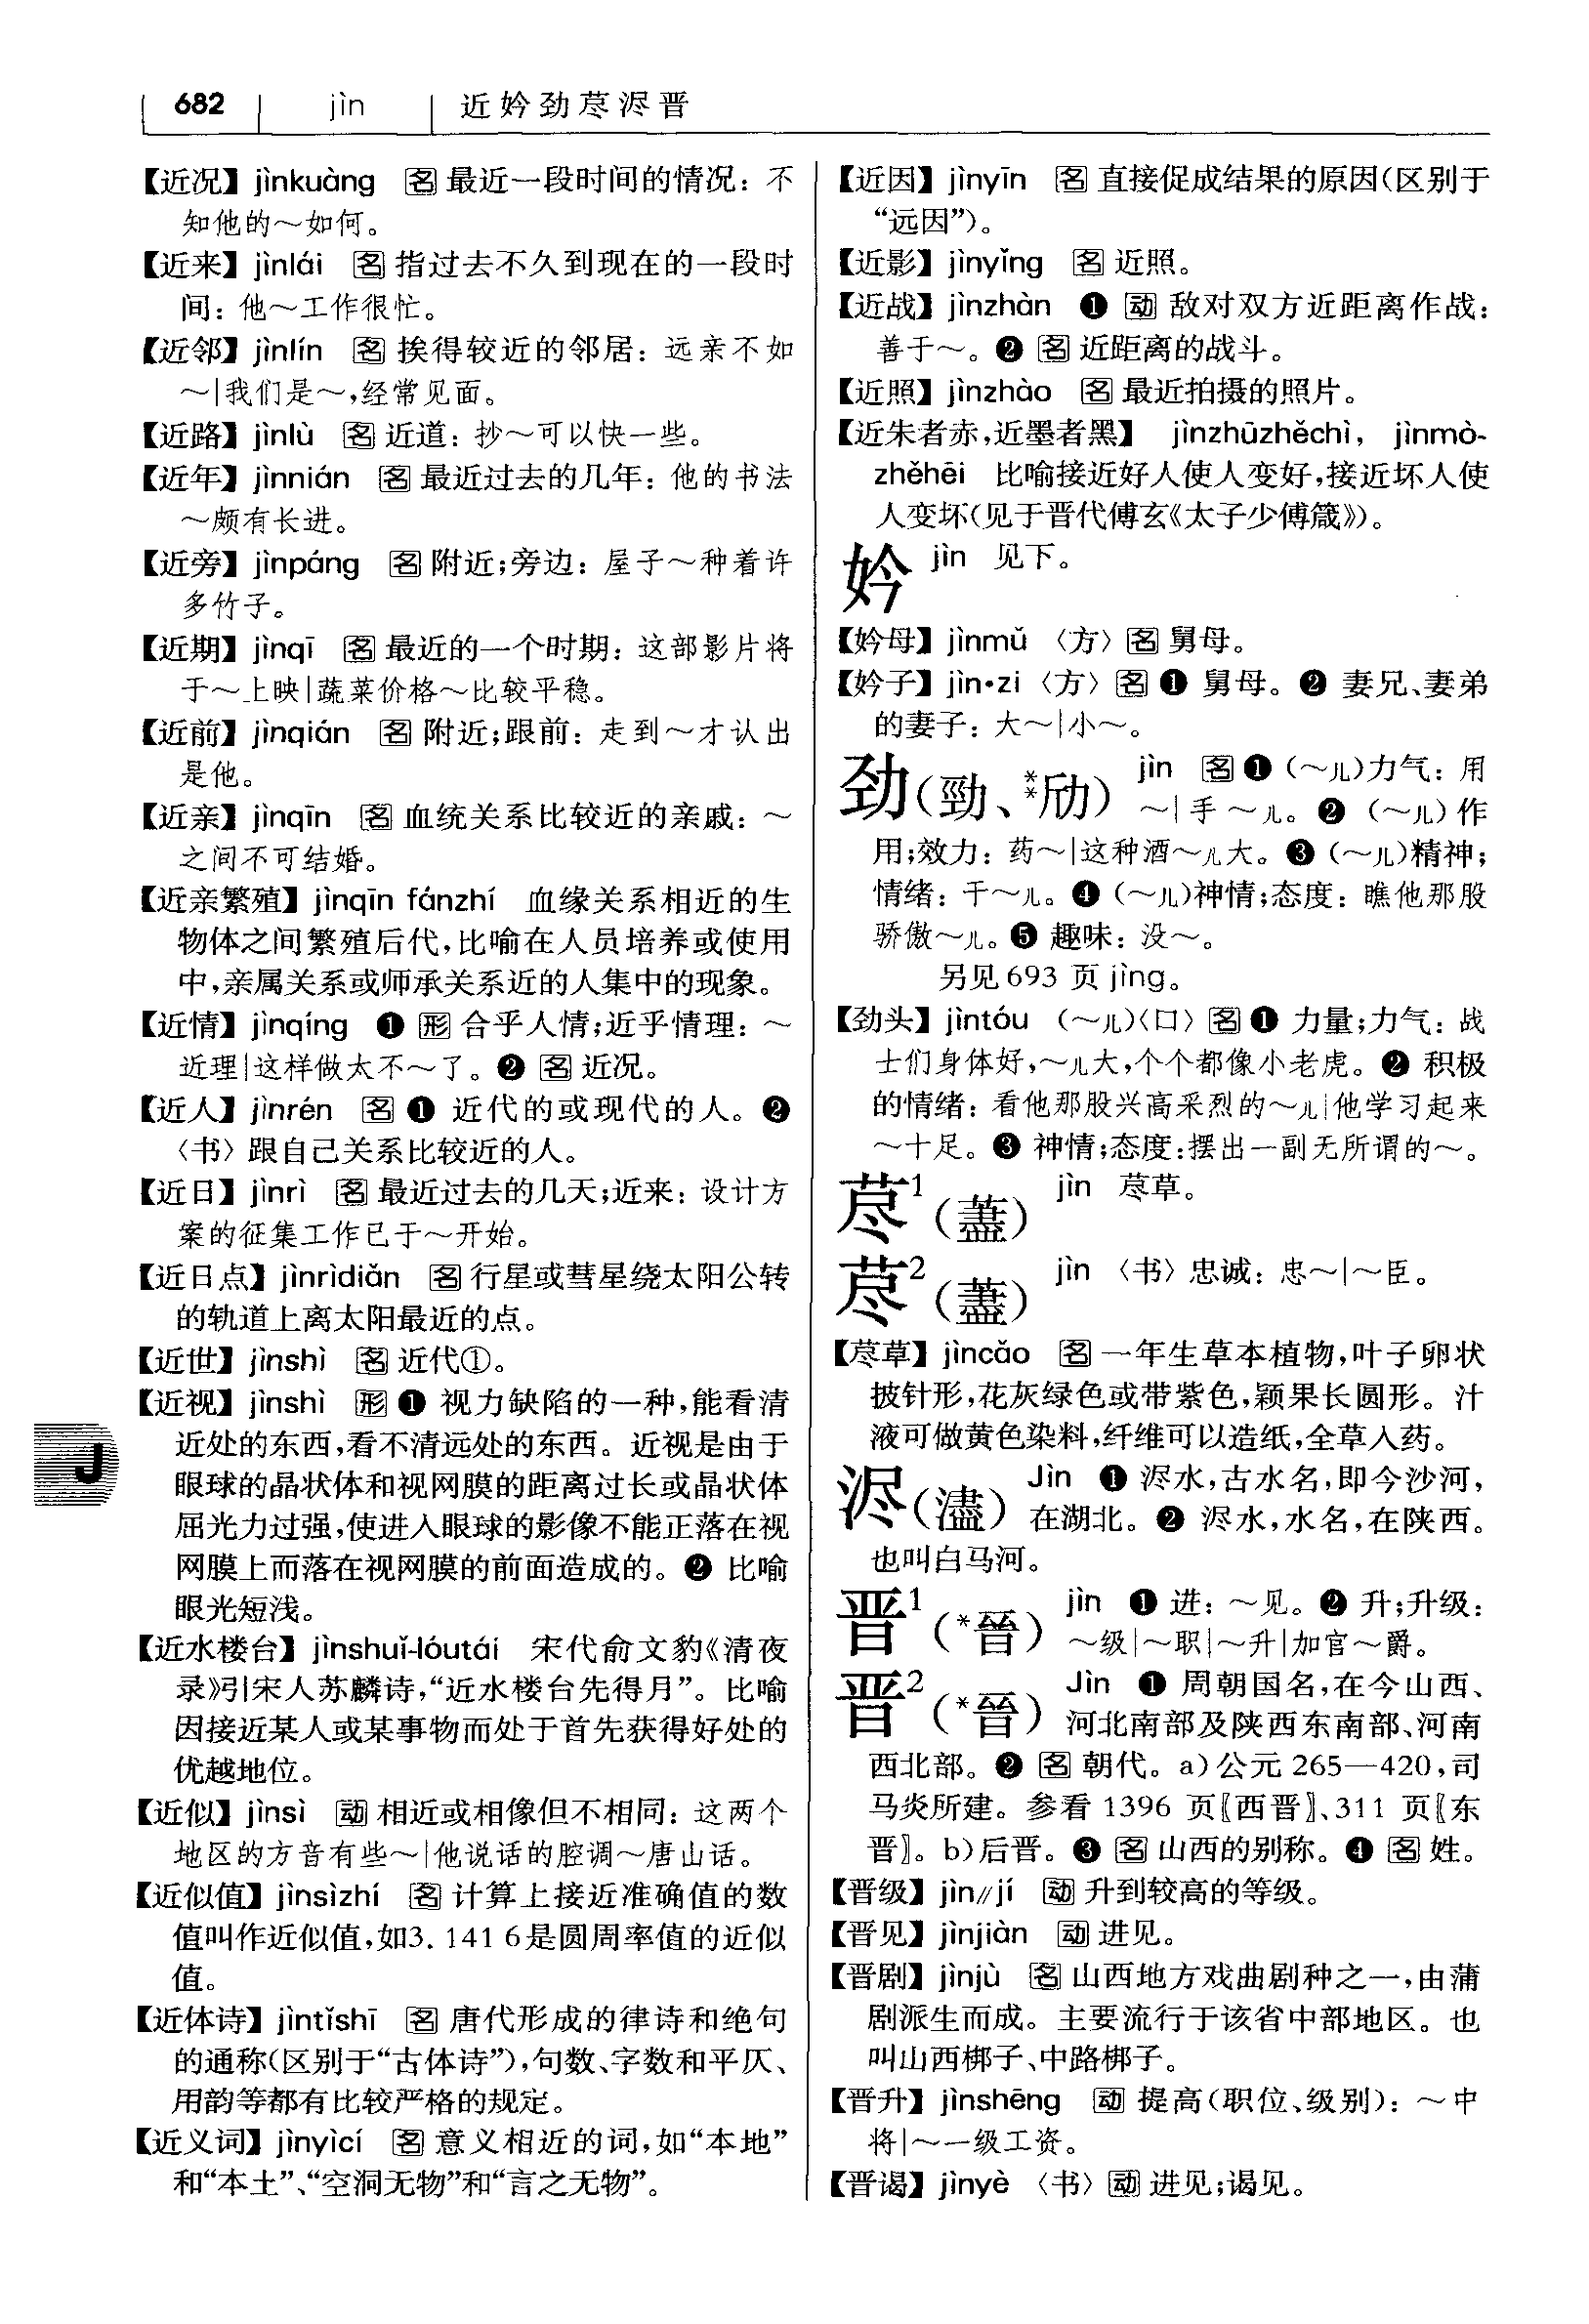 682 jìn 近妗劲荩浕晋
【近况】jìnkuàng 名 最近一段时间的情况：不
知他的～如何。
【近来】jìnlái 名 指过去不久到现在的一段时
间：他～工作很忙。
【近邻】jìnlín 名 挨得较近的邻居：远亲不如
～|我们是～，经常见面。
【近路】jìnlù 名 近道：抄～可以快一些。
【近年】jìnnián 名 最近过去的几年：他的书法
～颇有长进。
【近旁】jìnpáng 名 附近；旁边：屋子～种着许
多竹子。
【近期】jìnqī 名 最近的一个时期：这部影片将
于～上映|蔬菜价格～比较平稳。
【近前】jìnqián 名 附近；跟前：走到～才认出
是他。
【近亲】jìnqīn 名 血统关系比较近的亲戚：～
之间不可结婚。
【近亲繁殖】jìnqīn fánzhí 血缘关系相近的生
物体之间繁殖后代，比喻在人员培养或使用
中，亲属关系或师承关系近的人集中的现象。
【近情】jìnqíng ❶ 形 合乎人情；近乎情理：～
近理|这样做太不～了。❷ 名 近况。
【近人】jìnrén 名 ❶ 近代的或现代的人。❷
〈书〉跟自己关系比较近的人。
【近日】jìnrì 名 最近过去的几天；近来：设计方
案的征集工作已于～开始。
【近日点】jìnrìdiǎn 名 行星或彗星绕太阳公转
的轨道上离太阳最近的点。
【近世】jìnshì 名 近代①。
【近视】jìnshì 形 ❶ 视力缺陷的一种，能看清
近处的东西，看不清远处的东西。近视是由于
眼球的晶状体和视网膜的距离过长或晶状体
屈光力过强，使进入眼球的影像不能正落在视
网膜上而落在视网膜的前面造成的。❷ 比喻
眼光短浅。
【近水楼台】jìnshuǐ-lóutái 宋代俞文豹《清夜
录》引宋人苏麟诗，“近水楼台先得月”。比喻
因接近某人或某事物而处于首先获得好处的
优越地位。
【近似】jìnsì 动 相近或相像但不相同：这两个
地区的方音有些～|他说话的腔调～唐山话。
【近似值】jìnsìzhí 名 计算上接近准确值的数
值叫作近似值，如3.141 6是圆周率值的近似
值。
【近体诗】jìntǐshī 名 唐代形成的律诗和绝句
的通称（区别于“古体诗”），句数、字数和平仄、
用韵等都有比较严格的规定。
【近义词】jìnyìcí 名 意义相近的词，如“本地”
和“本土”、“空洞无物”和“言之无物”。
J
【近因】jìnyīn 名 直接促成结果的原因（区别于
“远因”）。
【近影】jìnyǐng 名 近照。
【近战】jìnzhàn ❶ 动 敌对双方近距离作战：
善于～。❷ 名 近距离的战斗。
【近照】jìnzhào 名 最近拍摄的照片。
【近朱者赤，近墨者黑】 jìnzhūzhěchì，jìnmò-
zhěhēi 比喻接近好人使人变好，接近坏人使
人变坏（见于晋代傅玄《太子少傅箴》）。
妗 jìn 见下。
【妗母】jìnmǔ 〈方〉名 舅母。
【妗子】jìn·zi 〈方〉名 ❶ 舅母。❷ 妻兄、妻弟
的妻子：大～|小～。
劲（勁、⁑劤） jìn 名 ❶（～儿）力气：用
～|手～儿。❷（～儿）作
用；效力：药～|这种酒～儿大。❸（～儿）精神；
情绪：干～儿。❹（～儿）神情；态度：瞧他那股
骄傲～儿。❺ 趣味：没～。
另见693 页 jìng。
【劲头】jìntóu （～儿）〈口〉名 ❶ 力量；力气：战
士们身体好，～儿大，个个都像小老虎。❷ 积极
的情绪：看他那股兴高采烈的～儿|他学习起来
～十足。❸ 神情；态度：摆出一副无所谓的～。
荩¹（藎） jìn 荩草。
荩²（藎） jìn 〈书〉忠诚：忠～|～臣。
【荩草】jìncǎo 名 一年生草本植物，叶子卵状
披针形，花灰绿色或带紫色，颖果长圆形。汁
液可做黄色染料，纤维可以造纸，全草入药。
浕（濜） Jìn ❶ 浕水，古水名，即今沙河，
在湖北。❷ 浕水，水名，在陕西。
也叫白马河。
晋¹（*晉） jìn ❶ 进：～见。❷ 升；升级：
～级|～职|～升|加官～爵。
晋²（*晉） Jìn ❶ 周朝国名，在今山西、
河北南部及陕西东南部、河南
西北部。❷ 名 朝代。a）公元 265—420，司
马炎所建。参看 1396 页〖西晋〗、311 页〖东
晋〗。b）后晋。❸ 名 山西的别称。❹ 名 姓。
【晋级】jìn∥jí 动 升到较高的等级。
【晋见】jìnjiàn 动 进见。
【晋剧】jìnjù 名 山西地方戏曲剧种之一，由蒲
剧派生而成。主要流行于该省中部地区。也
叫山西梆子、中路梆子。
【晋升】jìnshēng 动 提高（职位、级别）：～中
将|～一级工资。
【晋谒】jìnyè 〈书〉动 进见；谒见。